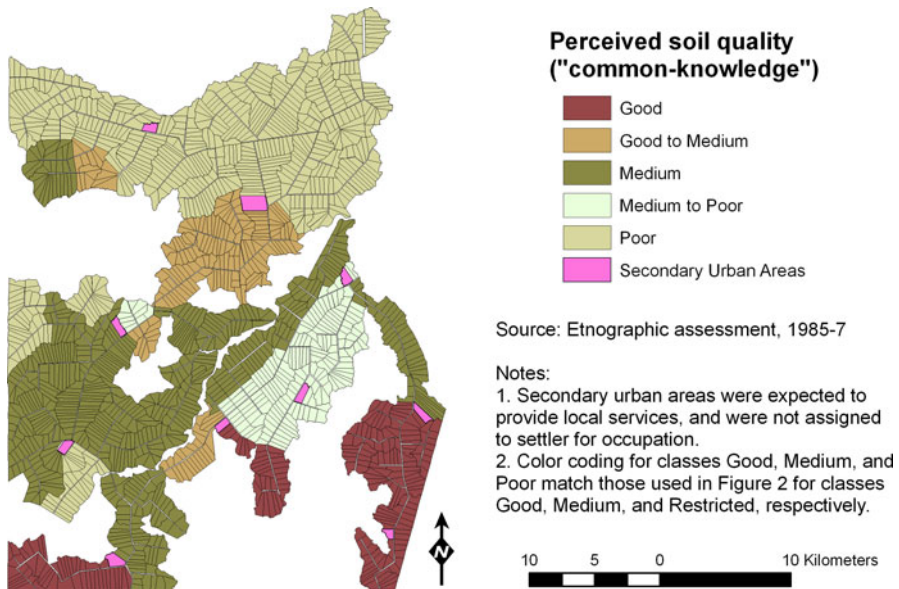 Perceived soil quality
("common-knowledge")
Good
Good to Medium
Medium
Medium to Poor
Poor
Secondary Urban Areas
Source: Etnographic assessment, 1985-7
Notes:
1. Secondary urban areas were expected to
provide local services, and were not assigned
to settler for occupation.
2. Color coding for classes Good, Medium, and
Poor match those used in Figure 2 for classes
Good, Medium, and Restricted, respectively.
N
10 5 0 10 Kilometers